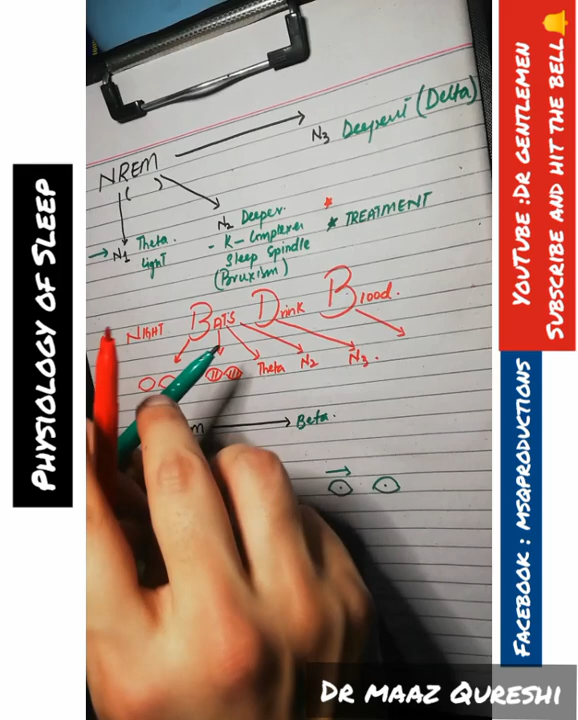 PHYSIOLOGY OF SLEEP
YOUTUBE :DR GENTLEMEN
SUBSCRIBE AND HIT THE BELL
FACEBOOK : MSQPRODUCTIONS
NREM
( )
N3 Deepest (Delta)
N1 Theta.
Light
N2 Deeper.
- K-Complexes
Sleep Spindle
(Bruxism)
TREATMENT
NIGHT BATS Drink Blood.
Theta N2 N3.
Beta.
DR MAAZ QURESHI